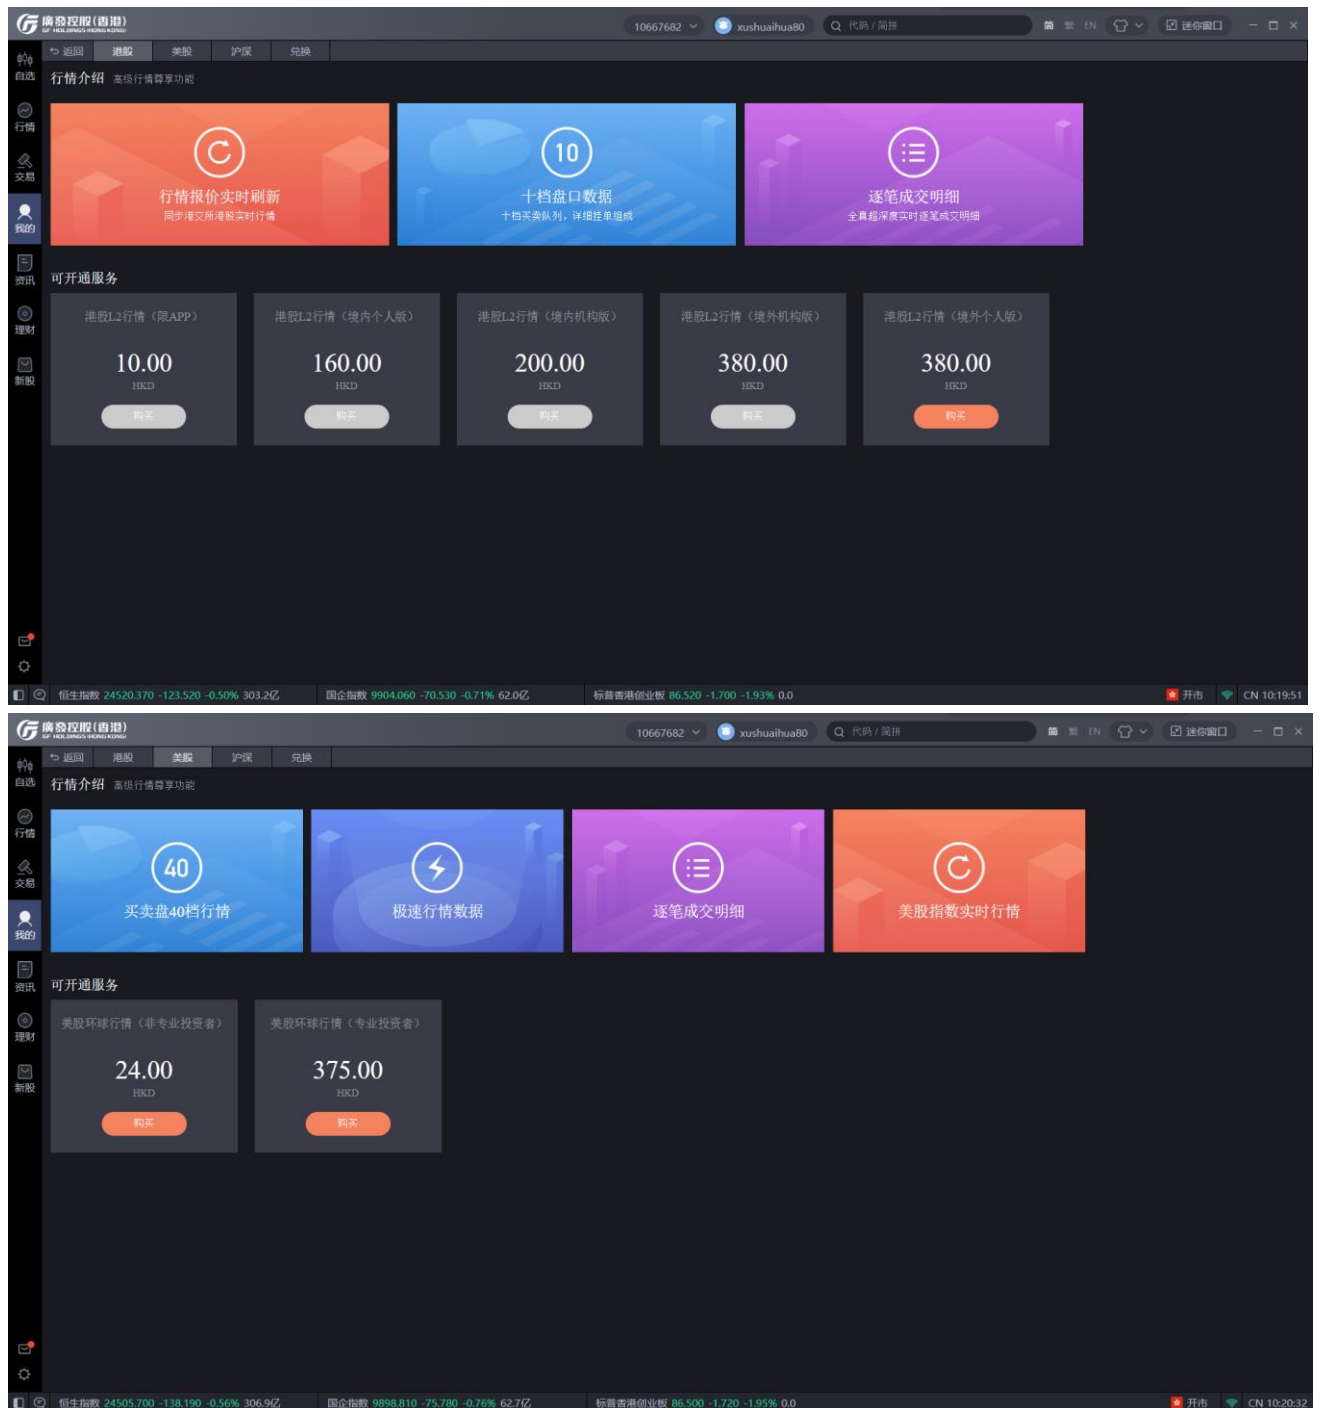 廣發控股(香港)
GF HOLDINGS(HONG KONG)
10667682
xushuaihua80
代码 / 简拼
简 繁 EN
迷你窗口
返回 港股 美股 沪深 兑换
自选
行情
交易
我的
资讯
理财
新股
行情介绍 高级行情尊享功能
行情报价实时刷新
同步港交所港股实时行情
10
十档盘口数据
十档买卖队列，详细挂单组成
逐笔成交明细
全真超深度实时逐笔成交明细
可开通服务
港股L2行情（限APP）
10.00
HKD
购买
港股L2行情（境内个人版）
160.00
HKD
购买
港股L2行情（境内机构版）
200.00
HKD
购买
港股L2行情（境外机构版）
380.00
HKD
购买
港股L2行情（境外个人版）
380.00
HKD
购买
恒生指数 24520.370 -123.520 -0.50% 303.2亿 国企指数 9904.060 -70.530 -0.71% 62.0亿 标普香港创业板 86.520 -1.700 -1.93% 0.0 开市 CN 10:19:51
廣發控股(香港)
GF HOLDINGS(HONG KONG)
10667682
xushuaihua80
代码 / 简拼
简 繁 EN
迷你窗口
返回 港股 美股 沪深 兑换
自选
行情
交易
我的
资讯
理财
新股
行情介绍 高级行情尊享功能
40
买卖盘40档行情
极速行情数据
逐笔成交明细
美股指数实时行情
可开通服务
美股环球行情（非专业投资者）
24.00
HKD
购买
美股环球行情（专业投资者）
375.00
HKD
购买
恒生指数 24505.700 -138.190 -0.56% 306.9亿 国企指数 9898.810 -75.780 -0.76% 62.7亿 标普香港创业板 86.500 -1.720 -1.95% 0.0 开市 CN 10:20:32